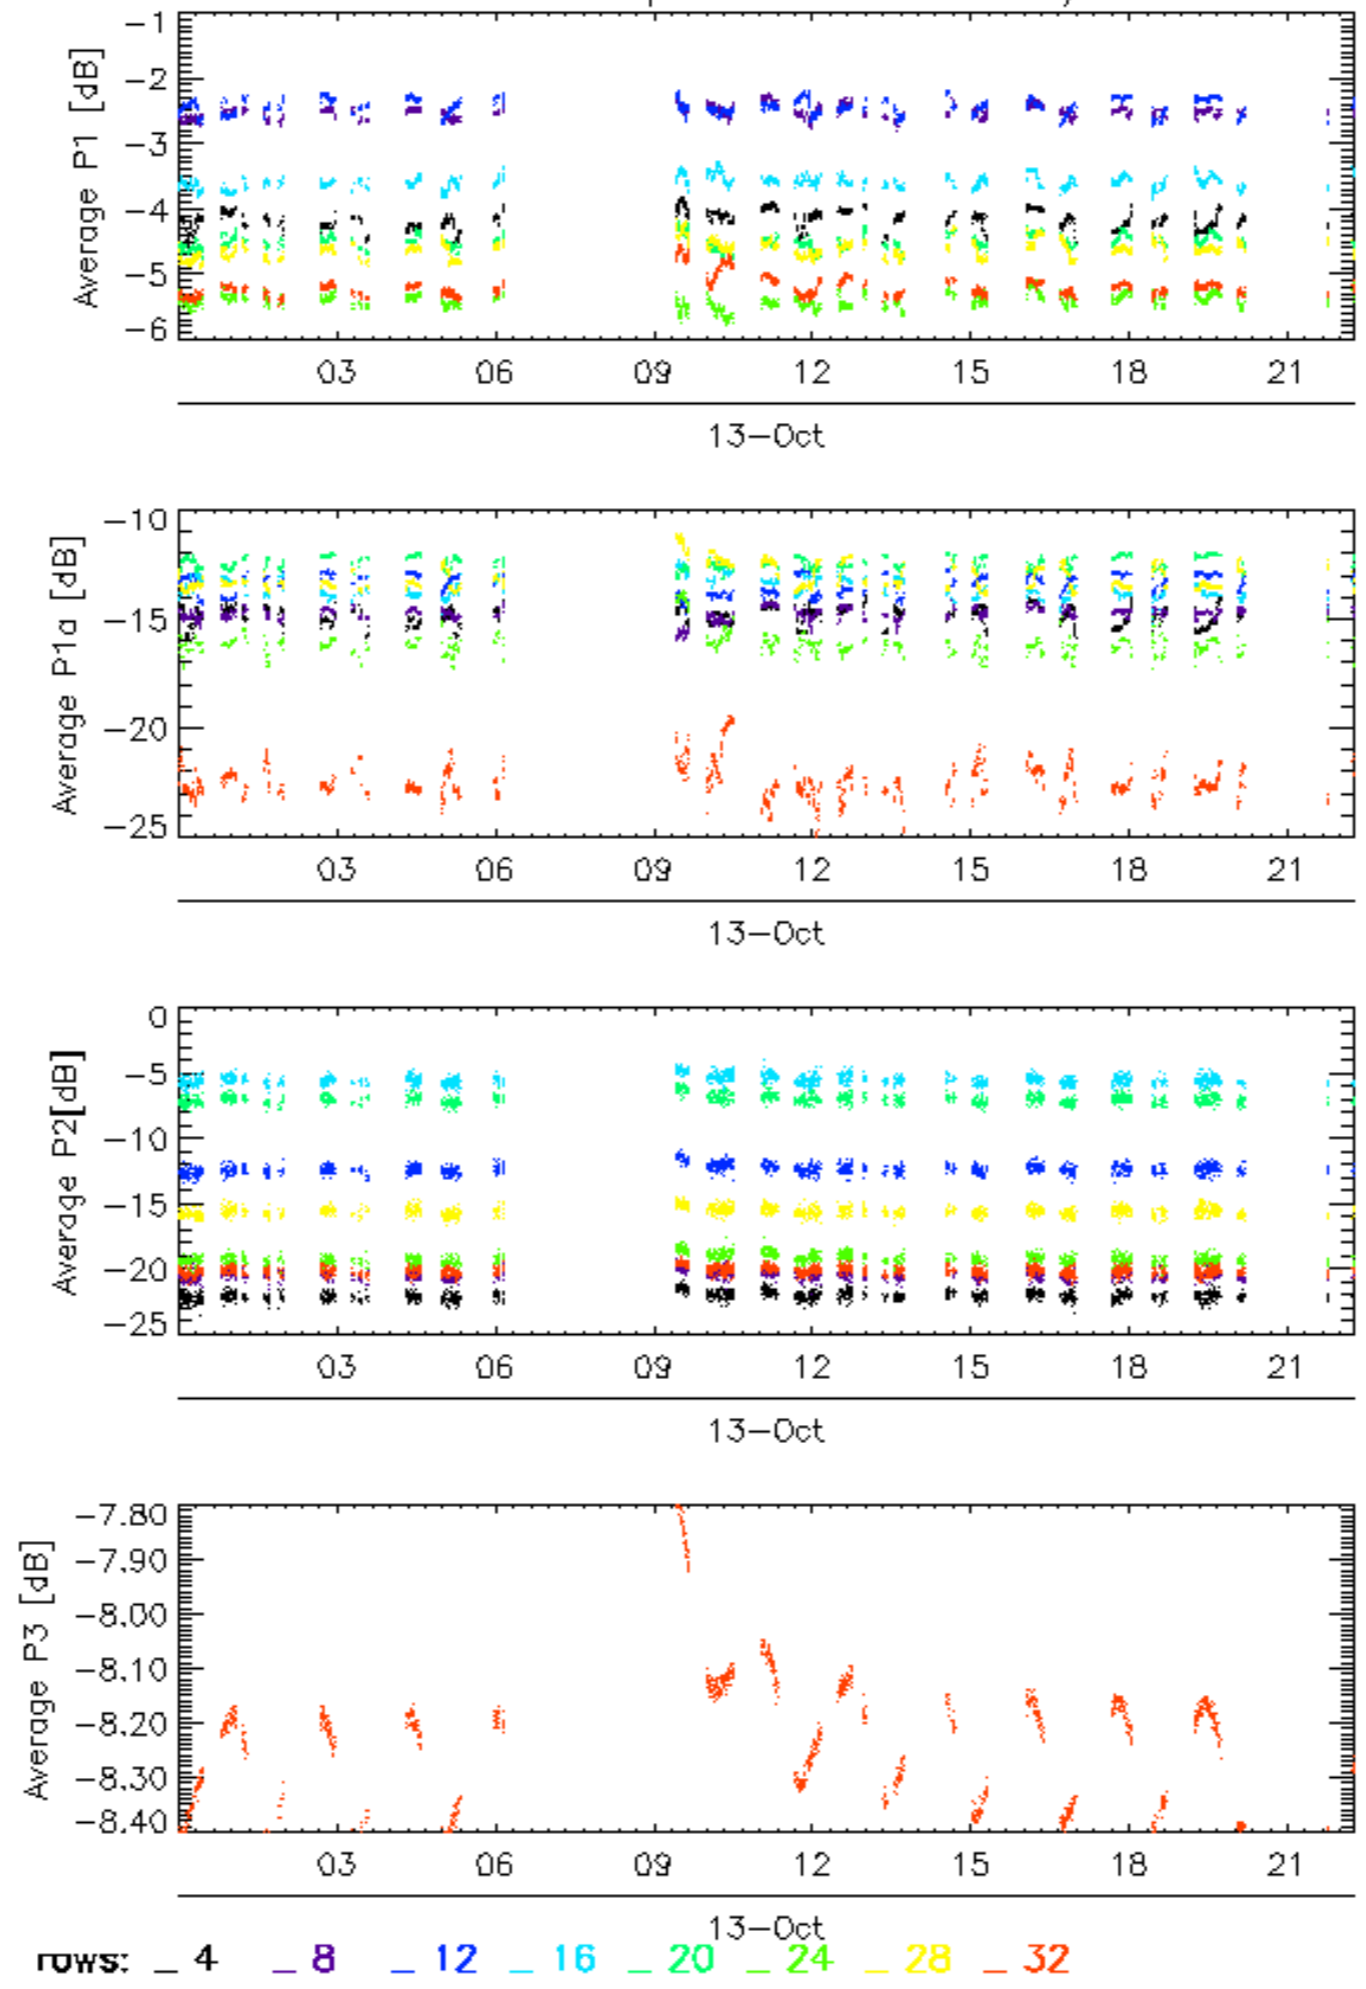 Average P1 [dB]
−1
−2
−3
−4
−5
−6
03 06 09 12 15 18 21
13−Oct
Average P1a [dB]
−10
−15
−20
−25
03 06 09 12 15 18 21
13−Oct
Average P2[dB]
0
−5
−10
−15
−20
−25
03 06 09 12 15 18 21
13−Oct
Average P3 [dB]
−7.80
−7.90
−8.00
−8.10
−8.20
−8.30
−8.40
03 06 09 12 15 18 21
13−Oct
rows: _ 4 _ 8 _ 12 _ 16 _ 20 _ 24 _ 28 _ 32